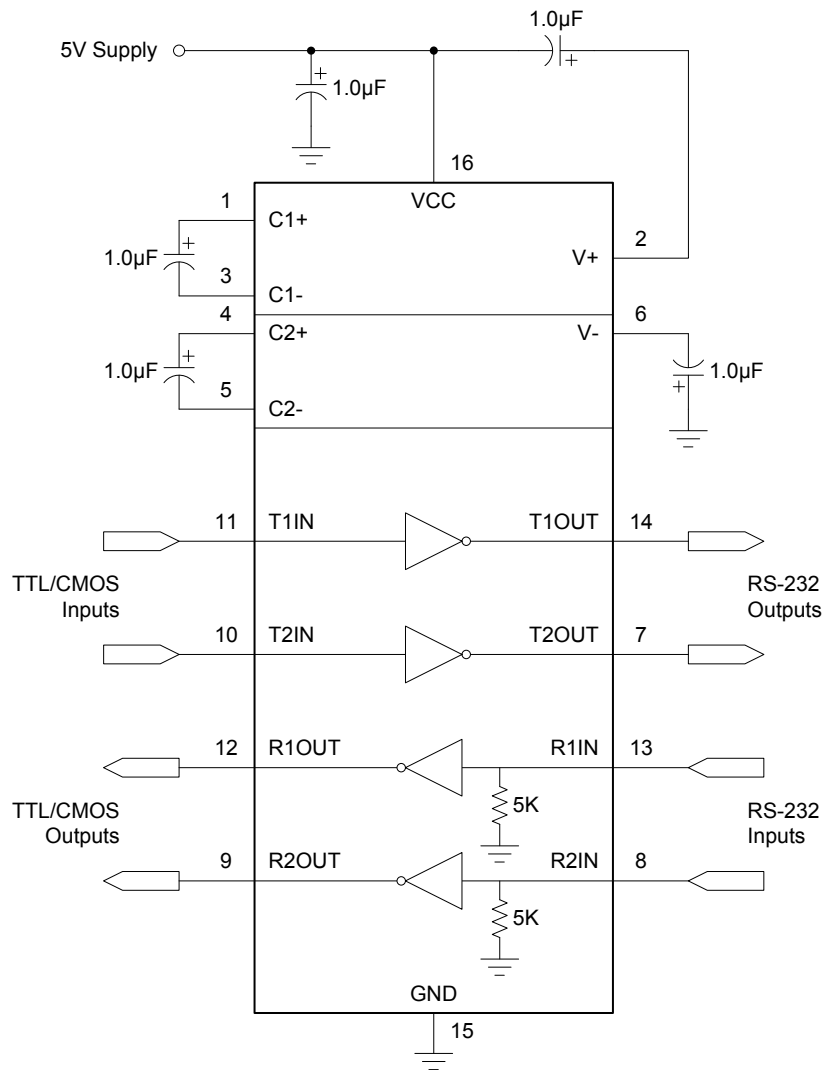 1.0µF
5V Supply
+
+
1.0µF
16
1
VCC
C1+
2
+
V+
1.0µF
3
C1-
4
6
C2+
V-
+
1.0µF
1.0µF
5
+
C2-
11 T1IN T1OUT 14
TTL/CMOS
Inputs
RS-232
Outputs
10 T2IN T2OUT 7
12 R1OUT R1IN 13
5K
TTL/CMOS
Outputs
RS-232
Inputs
9 R2OUT R2IN 8
5K
GND
15